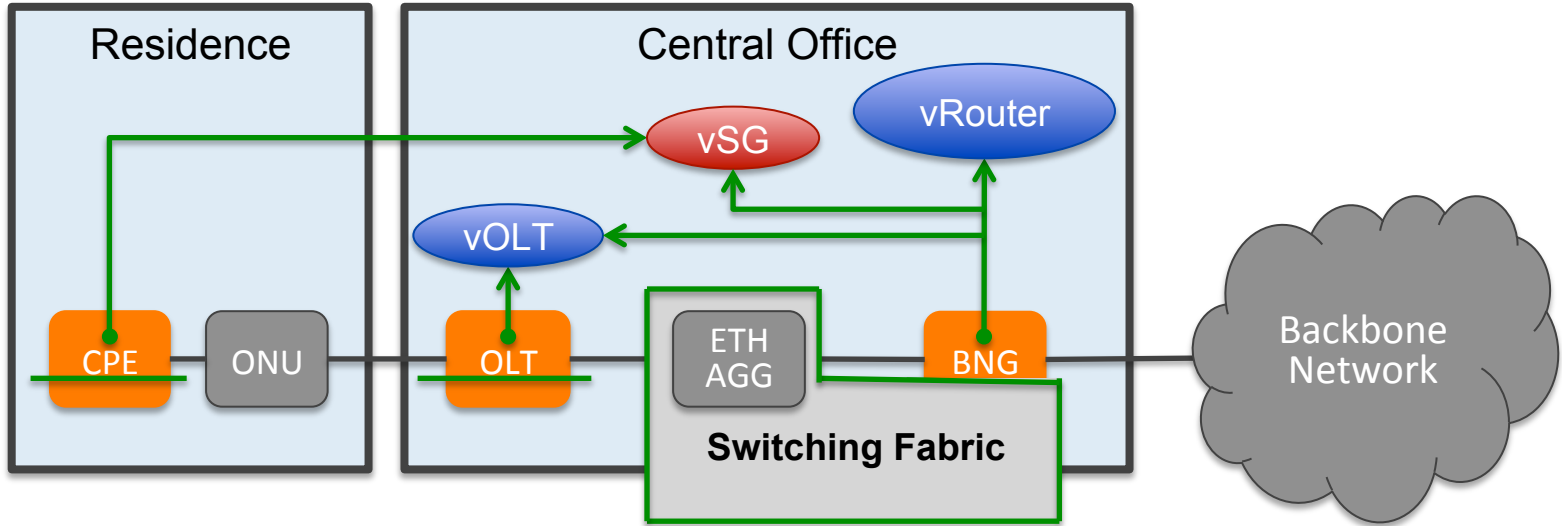 Residence
Central Office
vRouter
vSG
vOLT
CPE
ONU
OLT
ETH
AGG
BNG
Backbone
Network
Switching Fabric